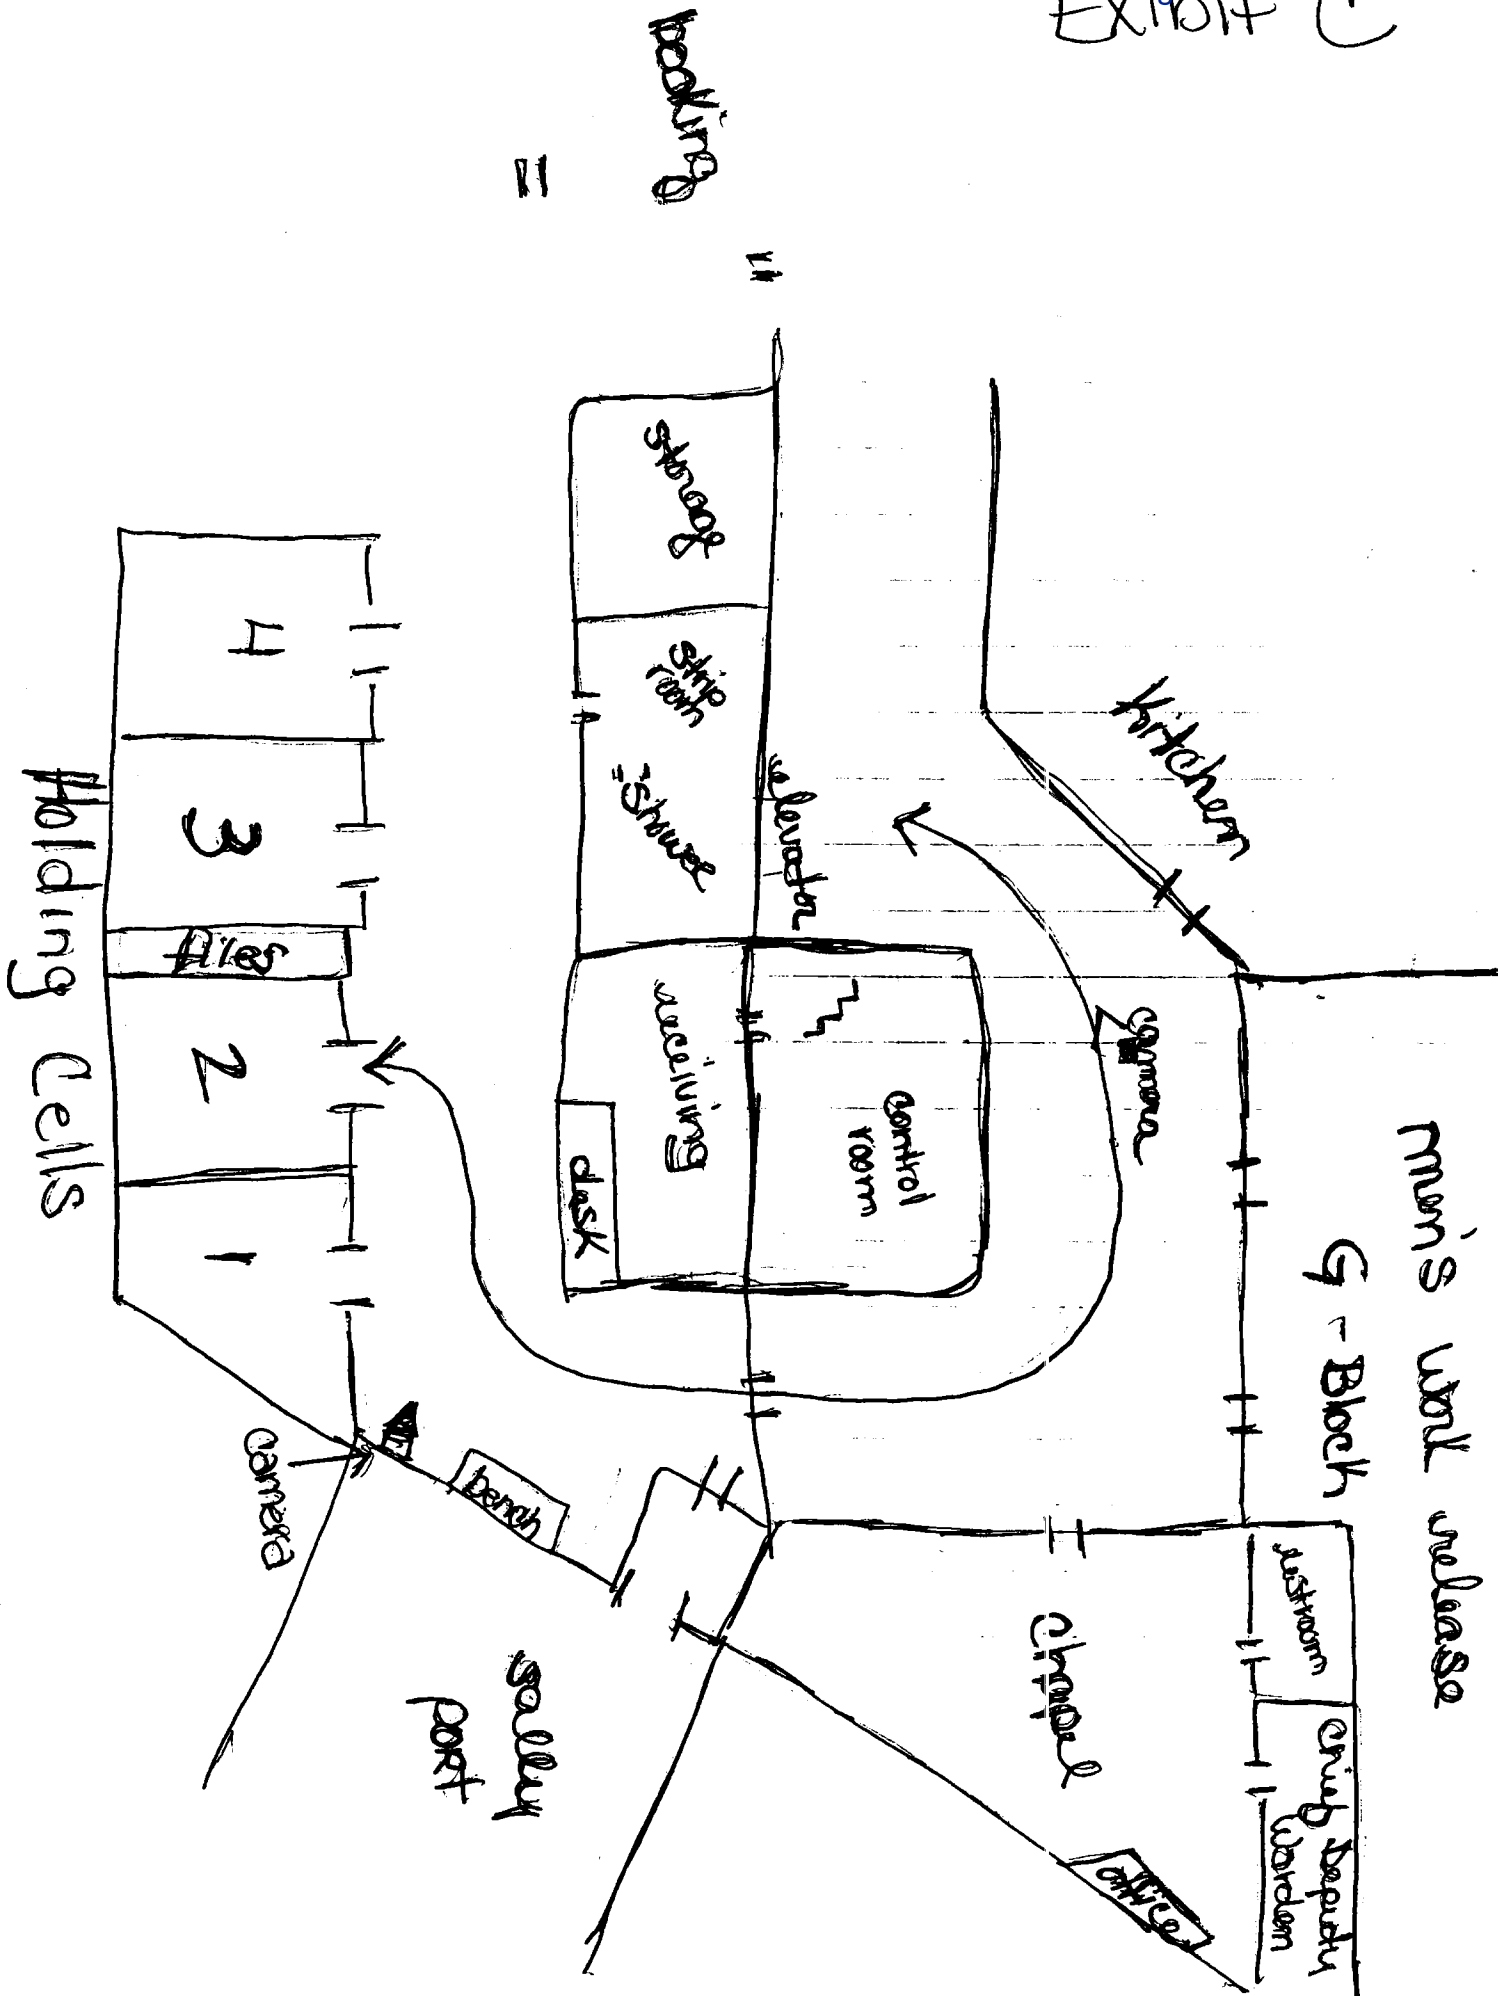 Exibit C
men's work release
G-Block
restroom
Chief Deputy
Warden
Kitchen
camera
Chapel
office
control
room
elevator
booking
storage
strip
room
shower
receiving
desk
bench
sally
port
camera
4
3
files
2
1
Holding Cells